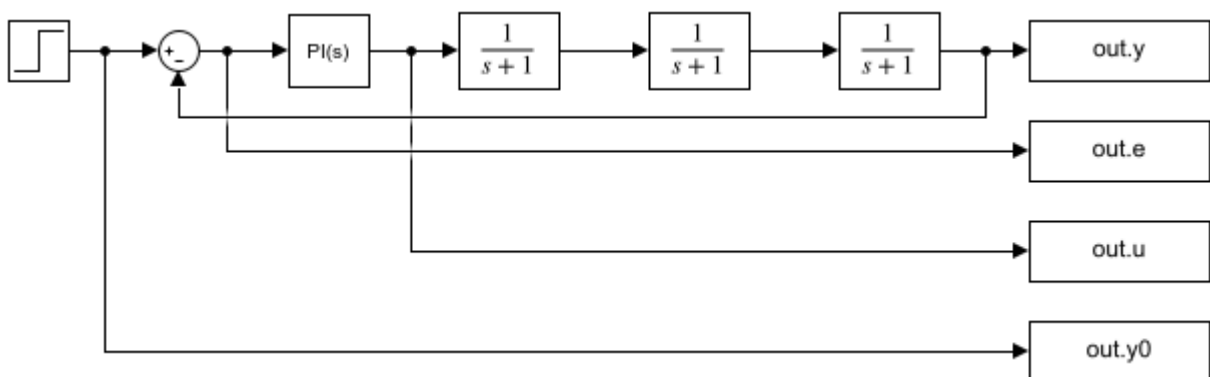 +
−
PI(s)
1
s + 1
1
s + 1
1
s + 1
out.y
out.e
out.u
out.y0